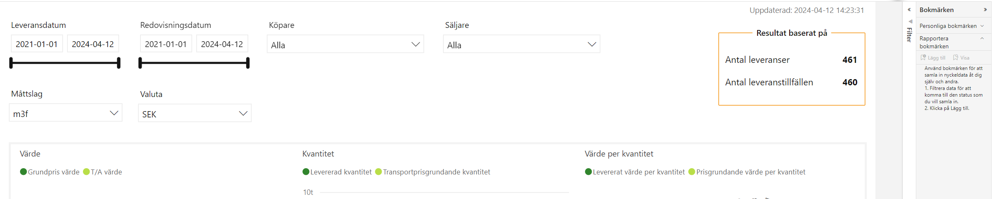 Uppdaterad: 2024-04-12 14:23:31
Leveransdatum
2021-01-01 2024-04-12
Redovisningsdatum
2021-01-01 2024-04-12
Köpare
Alla
Säljare
Alla
Resultat baserat på
Antal leveranser 461
Antal leveranstillfällen 460
Måttslag
m3f
Valuta
SEK
Värde
Grundpris värde T/A värde
Kvantitet
Levererad kvantitet Transportprisgrundande kvantitet
10t
Värde per kvantitet
Levererat värde per kvantitet Prisgrundande värde per kvantitet
Filter
Bokmärken
Personliga bokmärken
Rapportera
bokmärken
Lägg till Visa
Använd bokmärken för att
samla in nyckeldata åt dig
själv och andra.
1. Filtrera data för att
komma till den status som
du vill samla in.
2. Klicka på Lägg till.